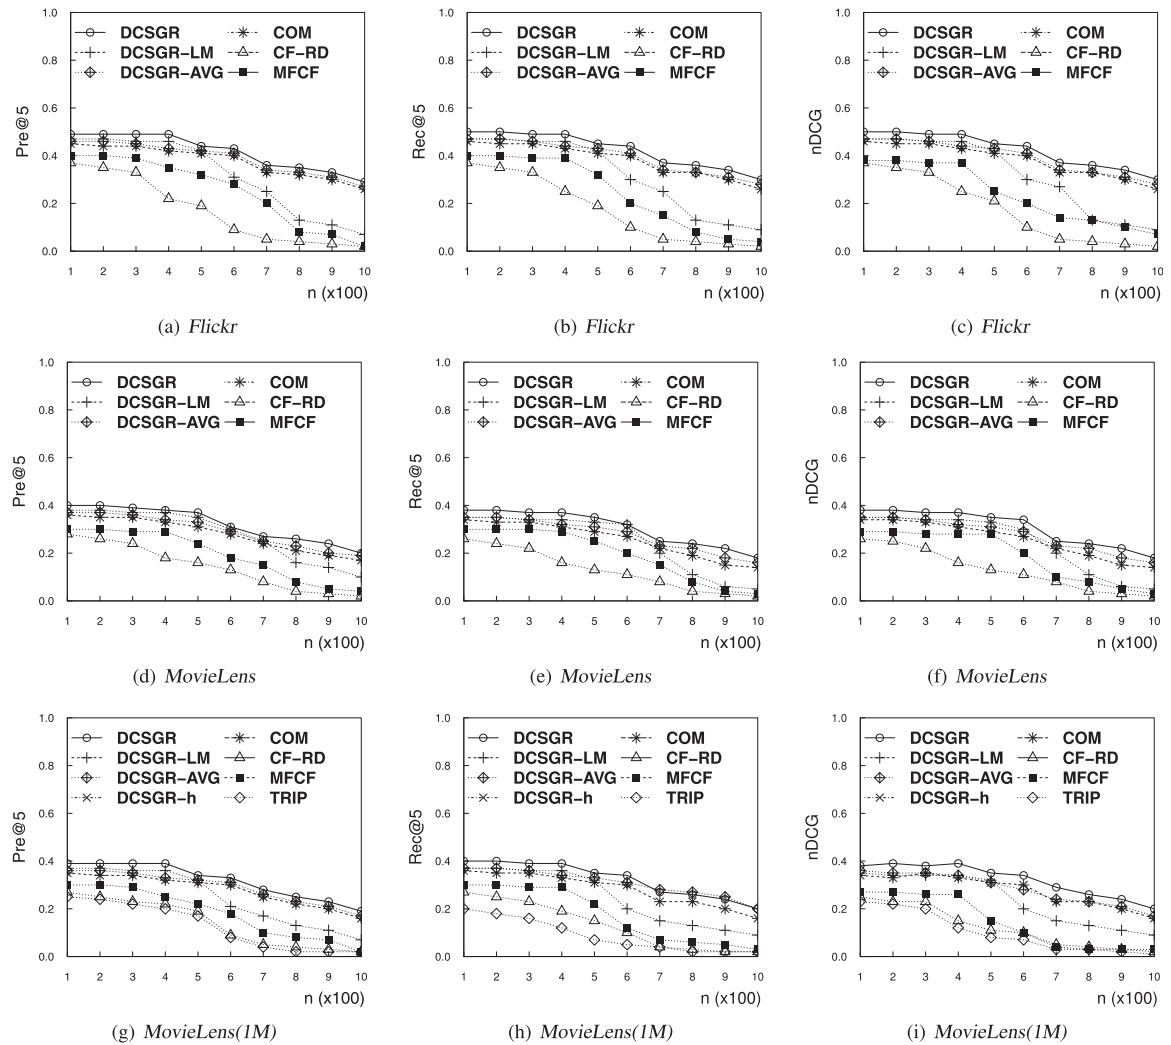 1.0
0.8
0.6
0.4
0.2
0.0
Pre@5
DCSGR COM
DCSGR-LM CF-RD
DCSGR-AVG MFCF
1 2 3 4 5 6 7 8 9 10
n (x100)
(a) Flickr
1.0
0.8
0.6
0.4
0.2
0.0
Rec@5
DCSGR COM
DCSGR-LM CF-RD
DCSGR-AVG MFCF
1 2 3 4 5 6 7 8 9 10
n (x100)
(b) Flickr
1.0
0.8
0.6
0.4
0.2
0.0
nDCG
DCSGR COM
DCSGR-LM CF-RD
DCSGR-AVG MFCF
1 2 3 4 5 6 7 8 9 10
n (x100)
(c) Flickr
1.0
0.8
0.6
0.4
0.2
0.0
Pre@5
DCSGR COM
DCSGR-LM CF-RD
DCSGR-AVG MFCF
1 2 3 4 5 6 7 8 9 10
n (x100)
(d) MovieLens
1.0
0.8
0.6
0.4
0.2
0.0
Rec@5
DCSGR COM
DCSGR-LM CF-RD
DCSGR-AVG MFCF
1 2 3 4 5 6 7 8 9 10
n (x100)
(e) MovieLens
1.0
0.8
0.6
0.4
0.2
0.0
nDCG
DCSGR COM
DCSGR-LM CF-RD
DCSGR-AVG MFCF
1 2 3 4 5 6 7 8 9 10
n (x100)
(f) MovieLens
1.0
0.8
0.6
0.4
0.2
0.0
Pre@5
DCSGR COM
DCSGR-LM CF-RD
DCSGR-AVG MFCF
DCSGR-h TRIP
1 2 3 4 5 6 7 8 9 10
n (x100)
(g) MovieLens(1M)
1.0
0.8
0.6
0.4
0.2
0.0
Rec@5
DCSGR COM
DCSGR-LM CF-RD
DCSGR-AVG MFCF
DCSGR-h TRIP
1 2 3 4 5 6 7 8 9 10
n (x100)
(h) MovieLens(1M)
1.0
0.8
0.6
0.4
0.2
0.0
nDCG
DCSGR COM
DCSGR-LM CF-RD
DCSGR-AVG MFCF
DCSGR-h TRIP
1 2 3 4 5 6 7 8 9 10
n (x100)
(i) MovieLens(1M)